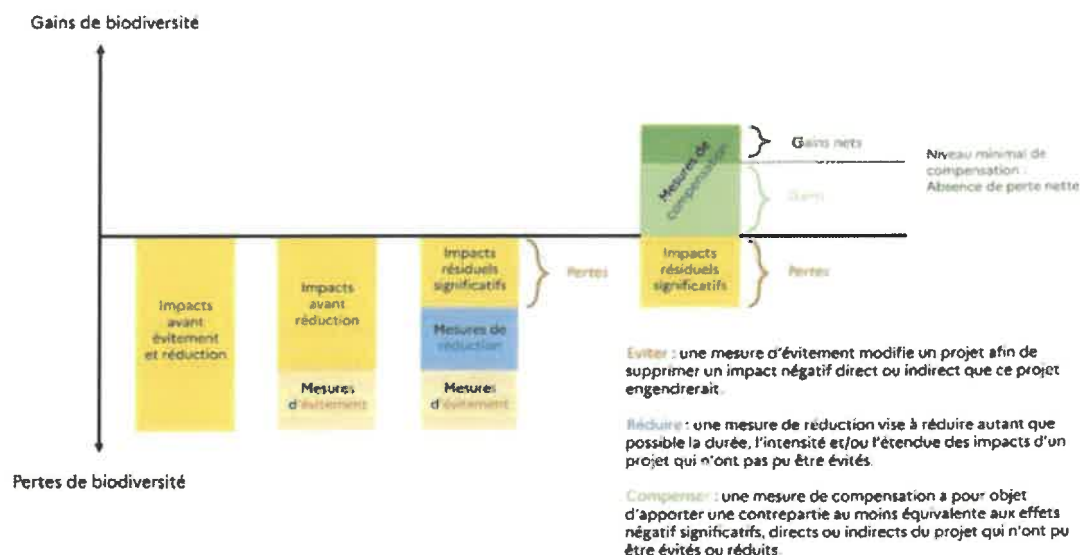 Gains de biodiversité
Mesures de
compensation
Gains nets
Niveau minimal de
compensation :
Absence de perte nette
Gains
Impacts
avant
évitement
et réduction
Impacts
avant
réduction
Mesures
d'évitement
Impacts
résiduels
significatifs
Pertes
Mesures de
réduction
Mesures
d'évitement
Impacts
résiduels
significatifs
Pertes
Pertes de biodiversité
Eviter : une mesure d'évitement modifie un projet afin de
supprimer un impact négatif direct ou indirect que ce projet
engendrerait.
Réduire : une mesure de réduction vise à réduire autant que
possible la durée, l'intensité et/ou l'étendue des impacts d'un
projet qui n'ont pas pu être évités.
Compenser : une mesure de compensation a pour objet
d'apporter une contrepartie au moins équivalente aux effets
négatif significatifs, directs ou indirects du projet qui n'ont pu
être évités ou réduits.